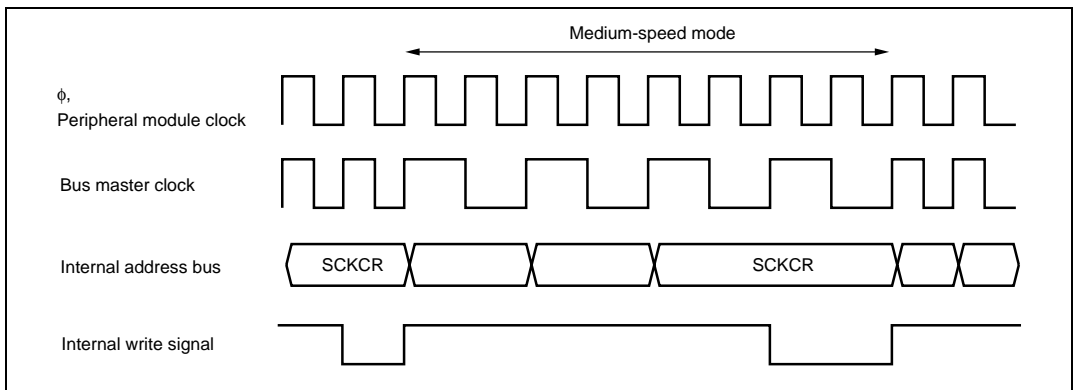 Medium-speed mode
ϕ,
Peripheral module clock
Bus master clock
Internal address bus
SCKCR
SCKCR
Internal write signal